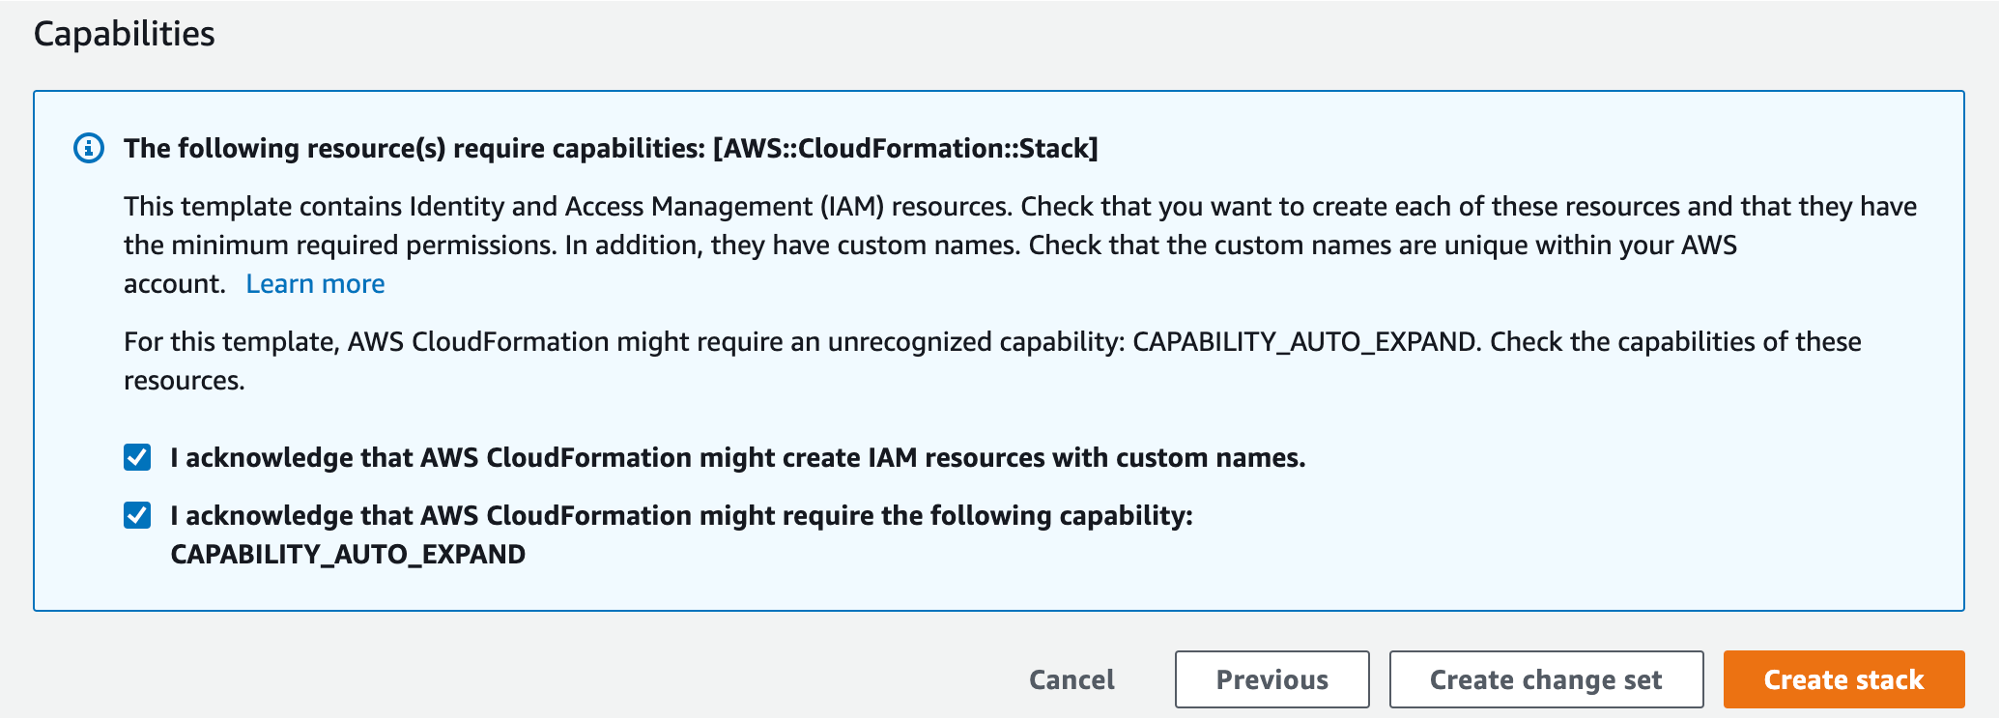 Capabilities
The following resource(s) require capabilities: [AWS::CloudFormation::Stack]
This template contains Identity and Access Management (IAM) resources. Check that you want to create each of these resources and that they have
the minimum required permissions. In addition, they have custom names. Check that the custom names are unique within your AWS
account. Learn more
For this template, AWS CloudFormation might require an unrecognized capability: CAPABILITY_AUTO_EXPAND. Check the capabilities of these
resources.
I acknowledge that AWS CloudFormation might create IAM resources with custom names.
I acknowledge that AWS CloudFormation might require the following capability:
CAPABILITY_AUTO_EXPAND
Cancel Previous Create change set Create stack